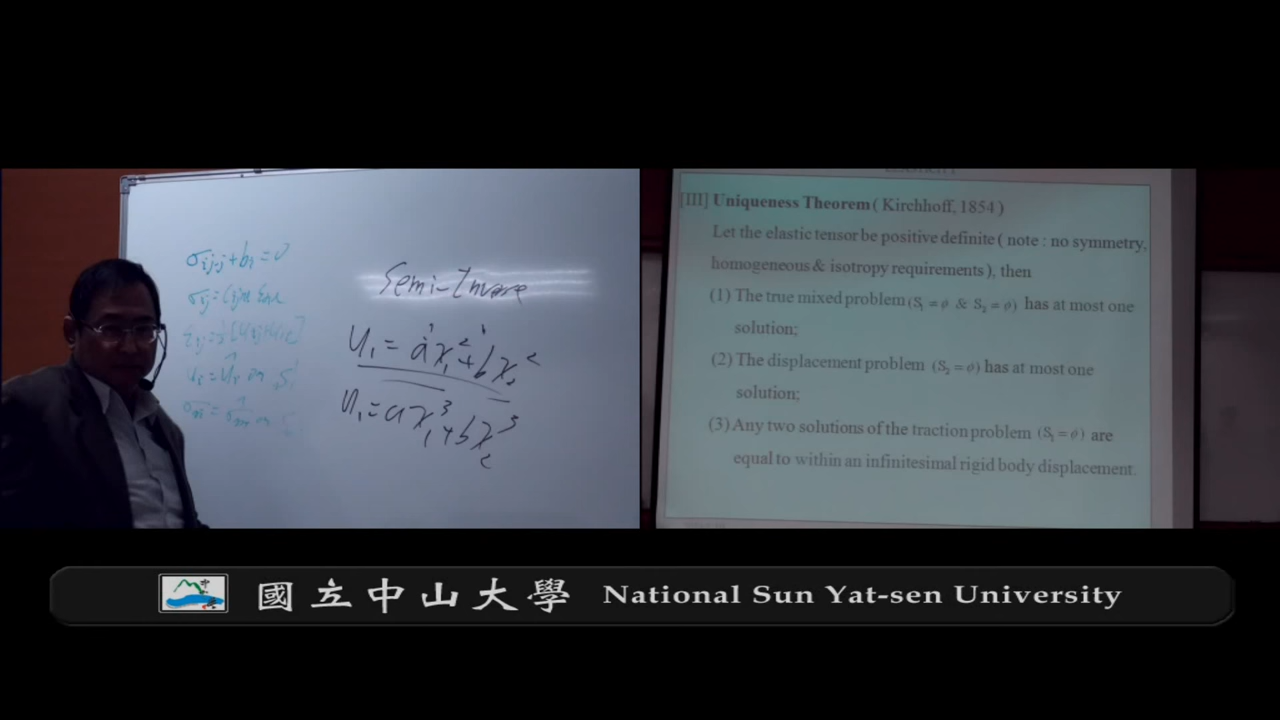 σij,j+bi=0
σij=Cijkl εkl
Semi-Inverse
u₁=ax₁²+bx₂²
u₁=ax₁³+bx₂³
[III] Uniqueness Theorem ( Kirchhoff, 1854 )
Let the elastic tensor be positive definite ( note : no symmetry,
homogeneous & isotropy requirements ), then
(1) The true mixed problem (S₁ = ϕ & S₂ = ϕ) has at most one
solution;
(2) The displacement problem (S₂ = ϕ) has at most one
solution;
(3) Any two solutions of the traction problem (S₁ = ϕ) are
equal to within an infinitesimal rigid body displacement.
國立中山大學 National Sun Yat-sen University